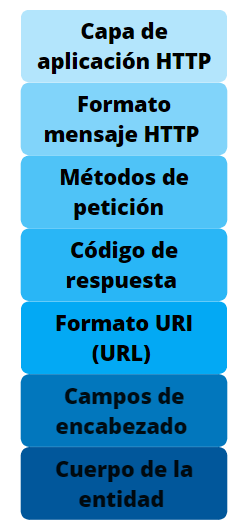 Capa de
aplicación HTTP
Formato
mensaje HTTP
Métodos de
petición
Código de
respuesta
Formato URI
(URL)
Campos de
encabezado
Cuerpo de la
entidad